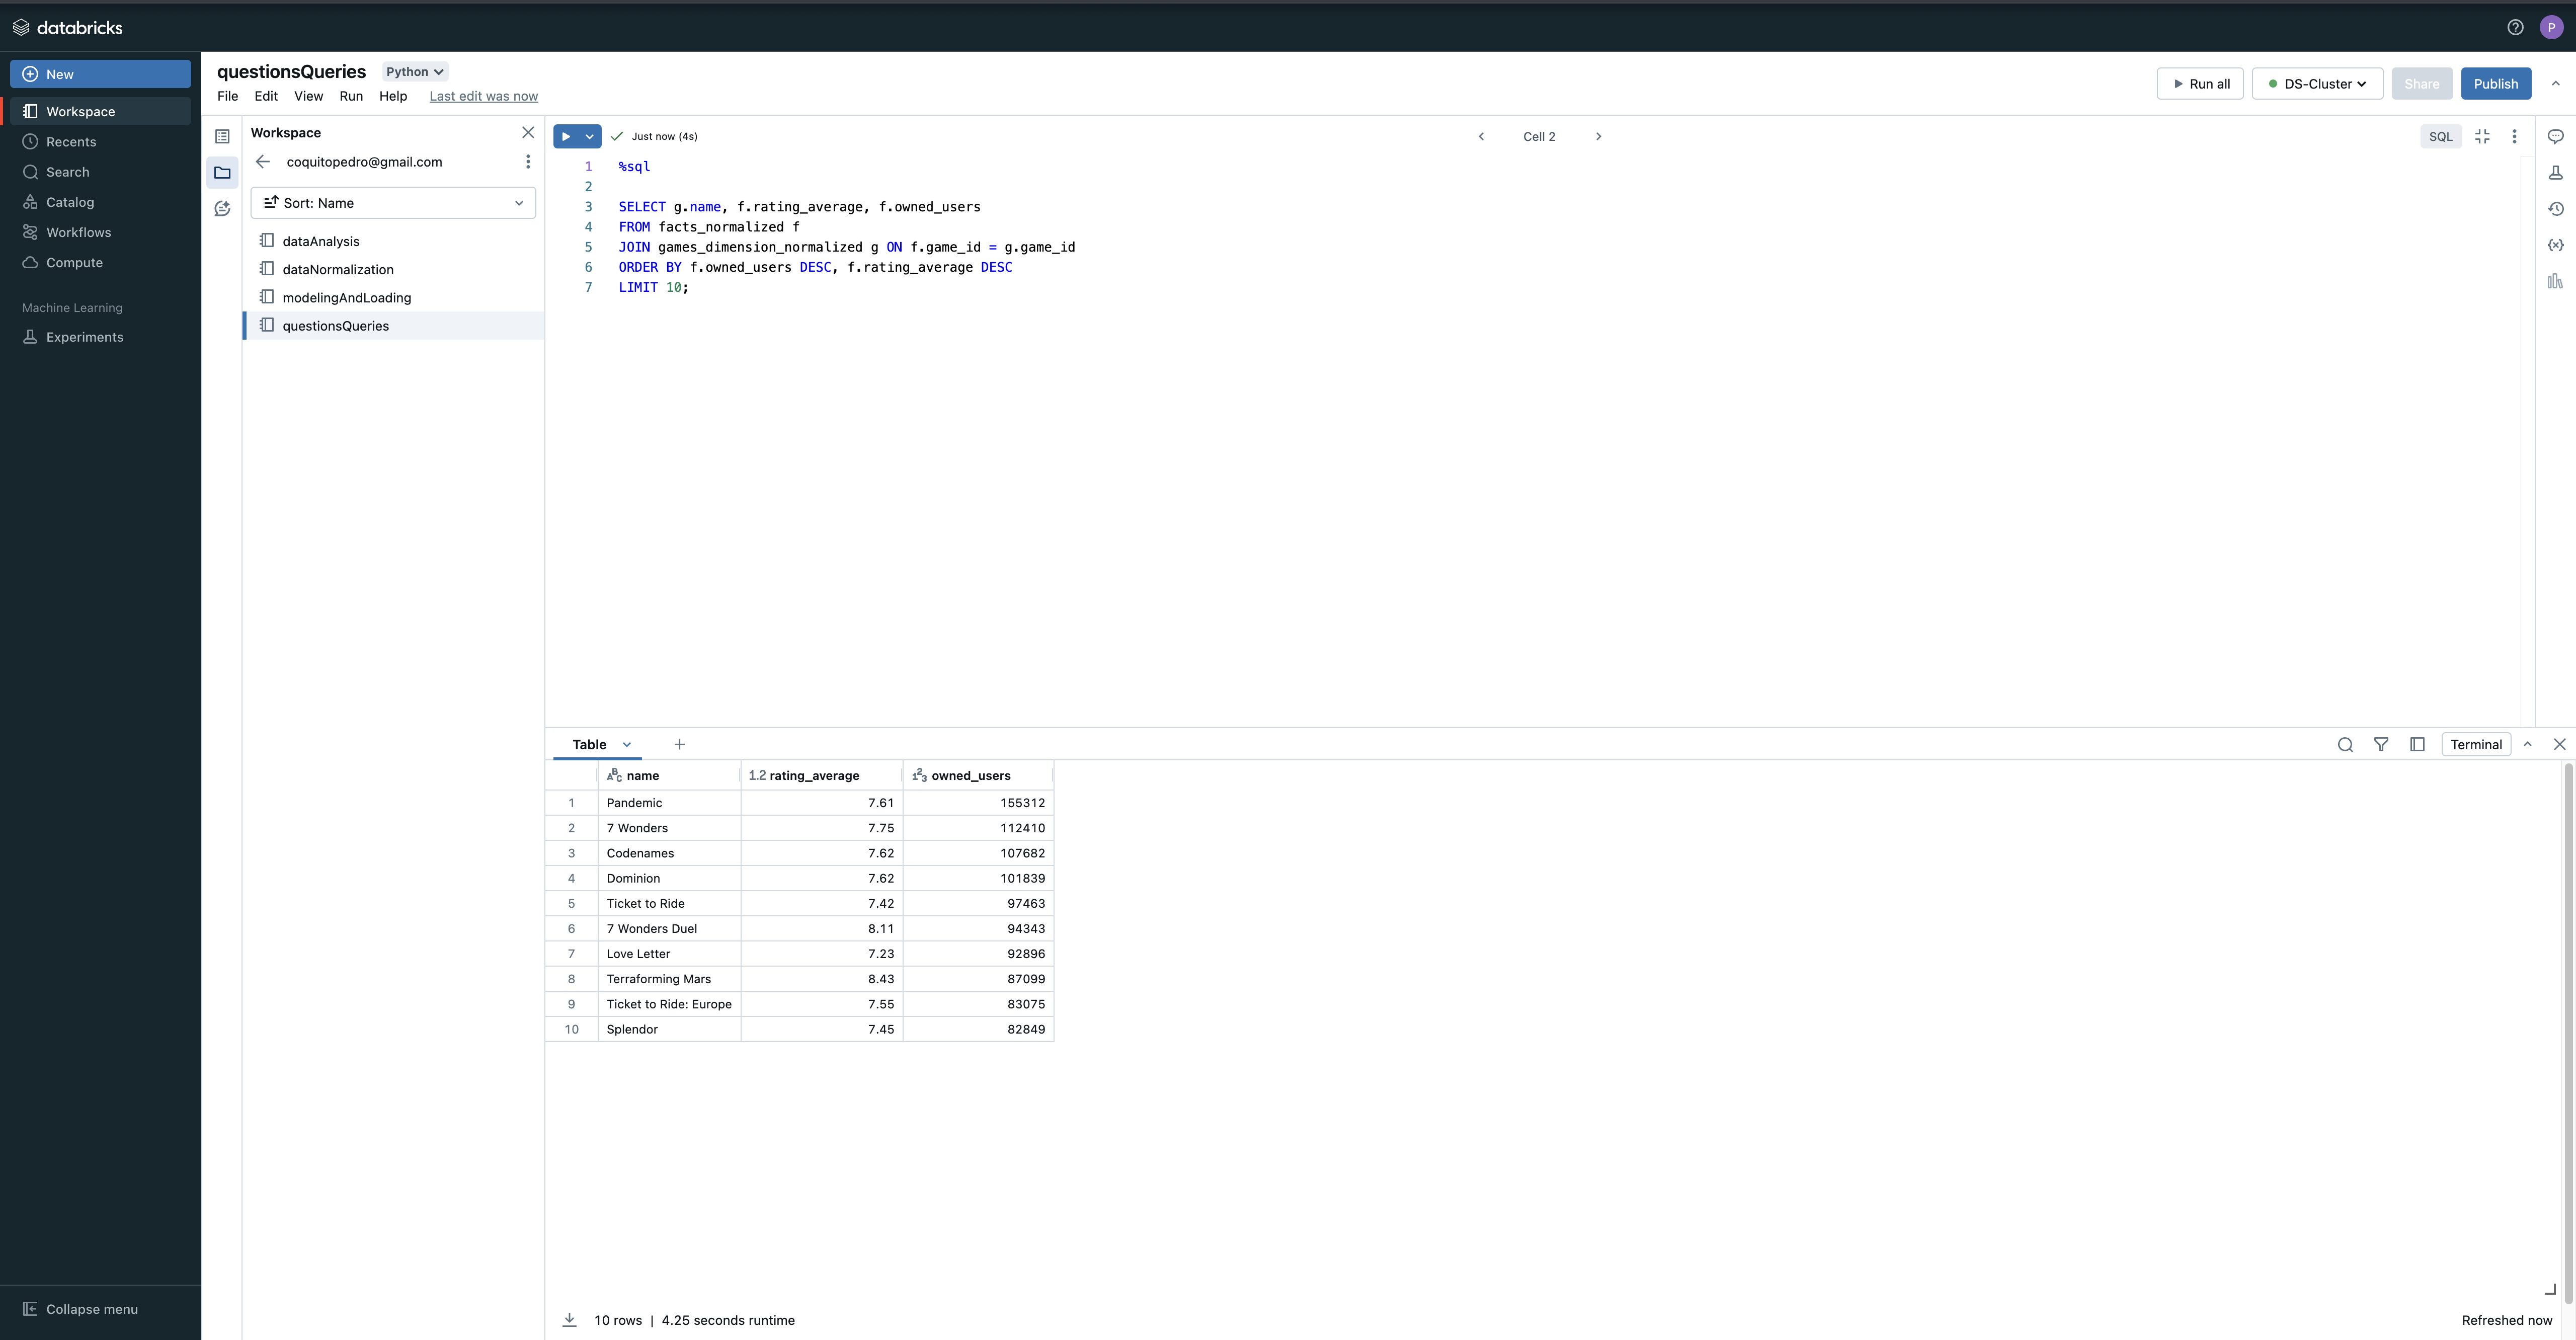 databricks
P
New
Workspace
Recents
Search
Catalog
Workflows
Compute
Machine Learning
Experiments
Collapse menu
questionsQueries Python
File Edit View Run Help Last edit was now
Run all DS-Cluster Share Publish
Workspace
coquitopedro@gmail.com
Sort: Name
dataAnalysis
dataNormalization
modelingAndLoading
questionsQueries
Just now (4s) Cell 2 SQL
1 %sql
2
3 SELECT g.name, f.rating_average, f.owned_users
4 FROM facts_normalized f
5 JOIN games_dimension_normalized g ON f.game_id = g.game_id
6 ORDER BY f.owned_users DESC, f.rating_average DESC
7 LIMIT 10;
Table + Terminal
ABC name 1.2 rating_average 123 owned_users
1 Pandemic 7.61 155312
2 7 Wonders 7.75 112410
3 Codenames 7.62 107682
4 Dominion 7.62 101839
5 Ticket to Ride 7.42 97463
6 7 Wonders Duel 8.11 94343
7 Love Letter 7.23 92896
8 Terraforming Mars 8.43 87099
9 Ticket to Ride: Europe 7.55 83075
10 Splendor 7.45 82849
10 rows | 4.25 seconds runtime Refreshed now